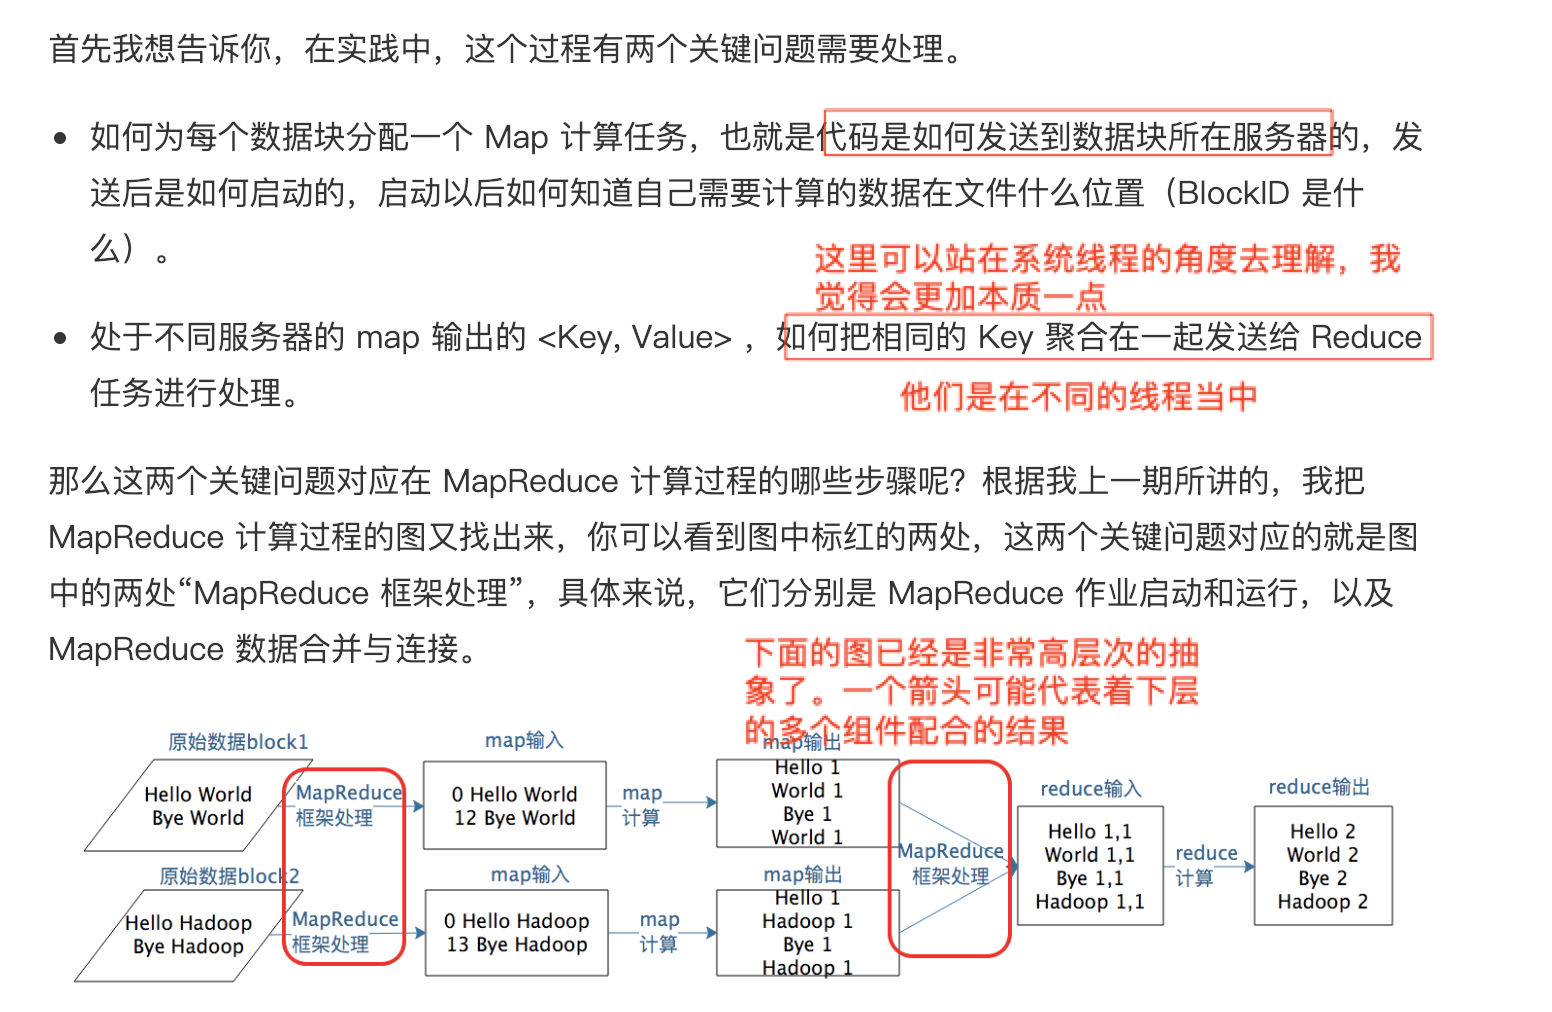 首先我想告诉你，在实践中，这个过程有两个关键问题需要处理。
如何为每个数据块分配一个 Map 计算任务，也就是代码是如何发送到数据块所在服务器的，发
送后是如何启动的，启动以后如何知道自己需要计算的数据在文件什么位置（BlockID 是什
么）。
这里可以站在系统线程的角度去理解，我
觉得会更加本质一点
处于不同服务器的 map 输出的 <Key, Value> ，如何把相同的 Key 聚合在一起发送给 Reduce
任务进行处理。
他们是在不同的线程当中
那么这两个关键问题对应在 MapReduce 计算过程的哪些步骤呢？根据我上一期所讲的，我把
MapReduce 计算过程的图又找出来，你可以看到图中标红的两处，这两个关键问题对应的就是图
中的两处“MapReduce 框架处理”，具体来说，它们分别是 MapReduce 作业启动和运行，以及
MapReduce 数据合并与连接。
下面的图已经是非常高层次的抽
象了。一个箭头可能代表着下层
的多个组件配合的结果
原始数据block1
Hello World
Bye World
MapReduce
框架处理
map输入
0 Hello World
12 Bye World
map
计算
map输出
Hello 1
World 1
Bye 1
World 1
原始数据block2
Hello Hadoop
Bye Hadoop
MapReduce
框架处理
map输入
0 Hello Hadoop
13 Bye Hadoop
map
计算
map输出
Hello 1
Hadoop 1
Bye 1
Hadoop 1
MapReduce
框架处理
reduce输入
Hello 1,1
World 1,1
Bye 1,1
Hadoop 1,1
reduce
计算
reduce输出
Hello 2
World 2
Bye 2
Hadoop 2